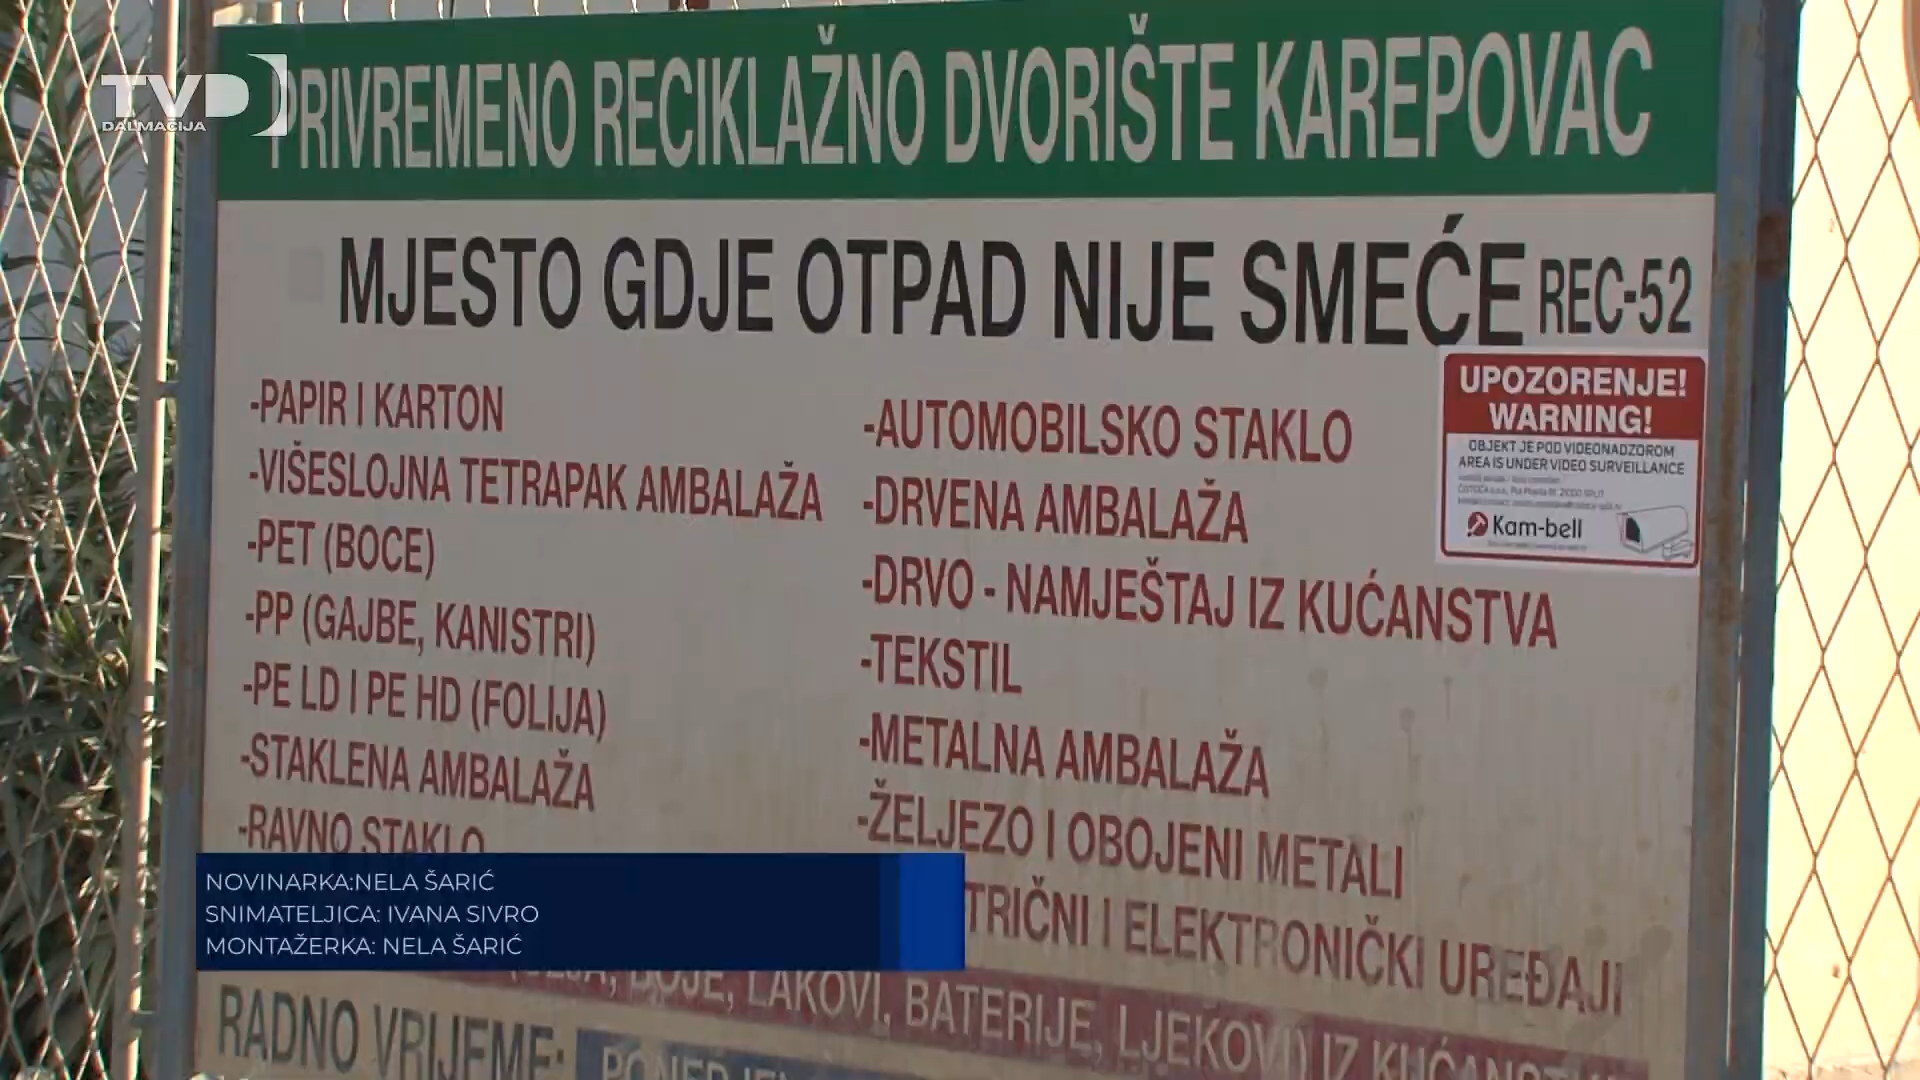 TVD
DALMACIJA
PRIVREMENO RECIKLAŽNO DVORIŠTE KAREPOVAC
MJESTO GDJE OTPAD NIJE SMEĆE REC-52
-PAPIR I KARTON
-VIŠESLOJNA TETRAPAK AMBALAŽA
-PET (BOCE)
-PP (GAJBE, KANISTRI)
-PE LD I PE HD (FOLIJA)
-STAKLENA AMBALAŽA
-RAVNO STAKLO
-AUTOMOBILSKO STAKLO
-DRVENA AMBALAŽA
-DRVO - NAMJEŠTAJ IZ KUĆANSTVA
-TEKSTIL
-METALNA AMBALAŽA
-ŽELJEZO I OBOJENI METALI
TRIČNI I ELEKTRONIČKI UREĐAJI
UPOZORENJE!
WARNING!
OBJEKT JE POD VIDEONADZOROM
AREA IS UNDER VIDEO SURVEILLANCE
Kam-bell
BOJE, LAKOVI, BATERIJE, LJEKOVI) IZ
RADNO VRIJEME:
NOVINARKA:NELA ŠARIĆ
SNIMATELJICA: IVANA SIVRO
MONTAŽERKA: NELA ŠARIĆ